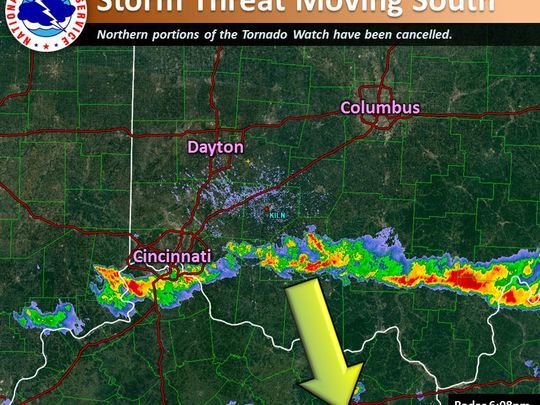 Storm Threat Moving South
Northern portions of the Tornado Watch have been cancelled.
NATIONAL
SERVICE
Columbus
Dayton
KILN
Cincinnati
Radar 6:08pm